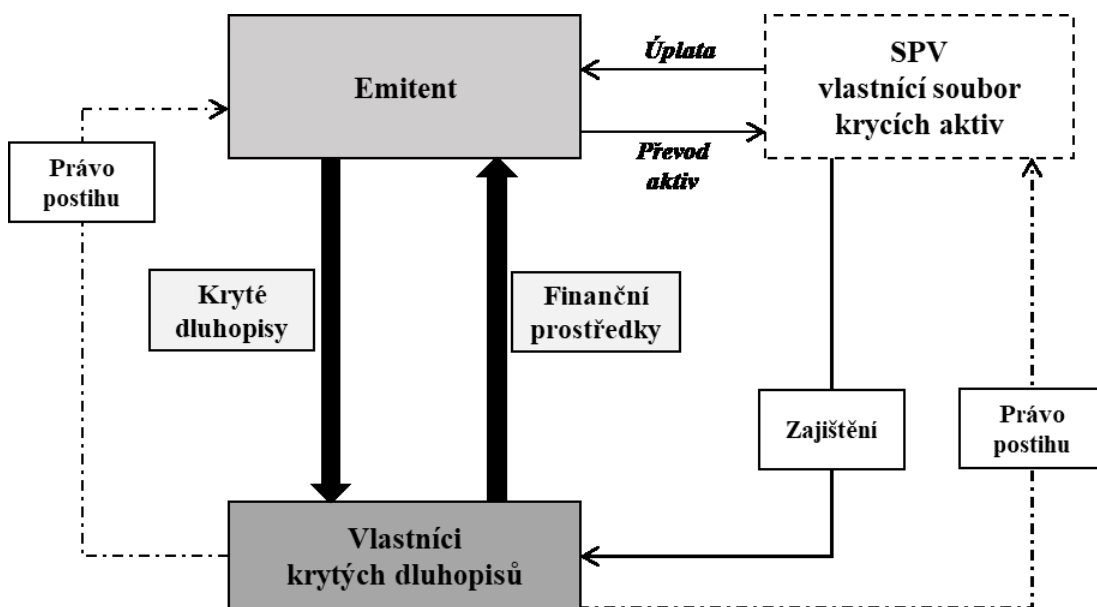 Emitent
Úplata
SPV
vlastnící soubor
krycích aktiv
Převod
aktiv
Právo
postihu
Kryté
dluhopisy
Finanční
prostředky
Zajištění
Právo
postihu
Vlastníci
krytých dluhopisů